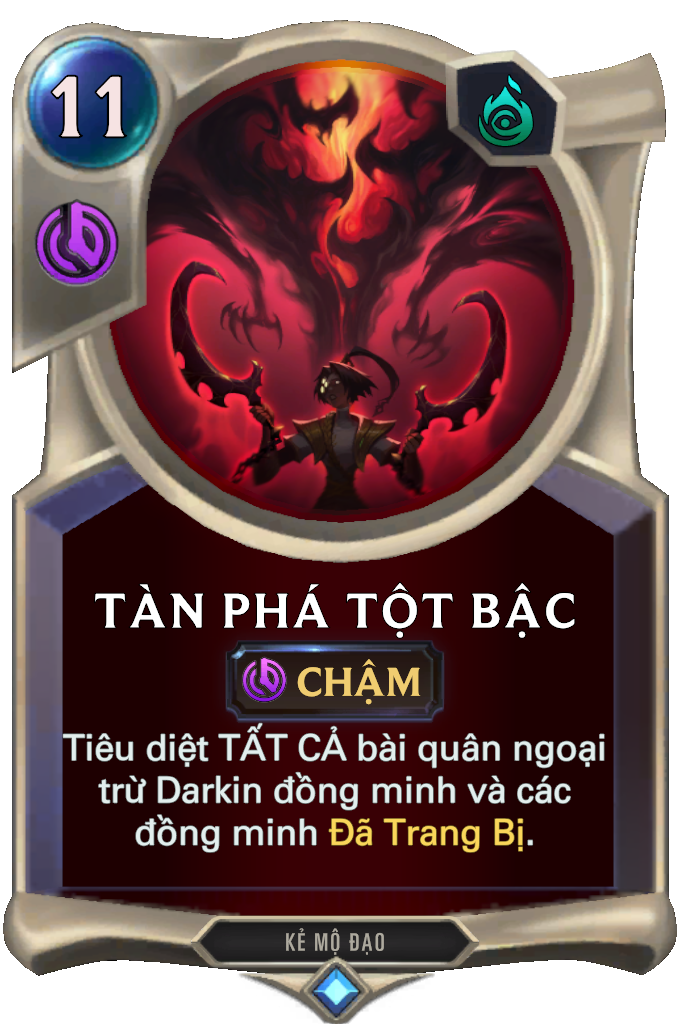 11
TÀN PHÁ TỘT BẬC
CHẬM
Tiêu diệt TẤT CẢ bài quân ngoại
trừ Darkin đồng minh và các
đồng minh Đã Trang Bị.
KẺ MỘ ĐẠO